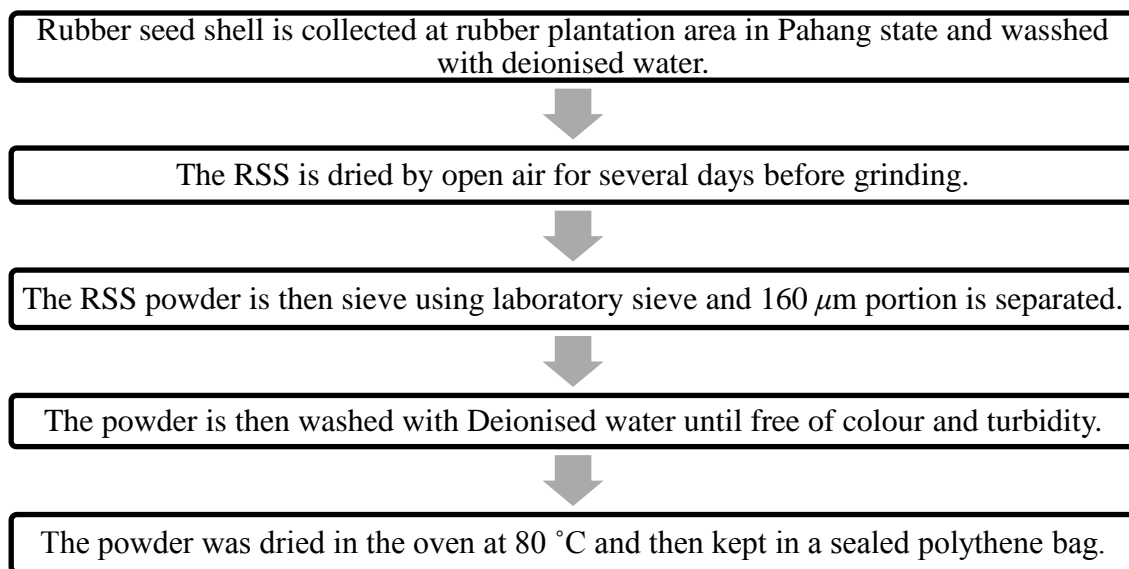 Rubber seed shell is collected at rubber plantation area in Pahang state and wasshed
with deionised water.
The RSS is dried by open air for several days before grinding.
The RSS powder is then sieve using laboratory sieve and 160 μm portion is separated.
The powder is then washed with Deionised water until free of colour and turbidity.
The powder was dried in the oven at 80 ˚C and then kept in a sealed polythene bag.